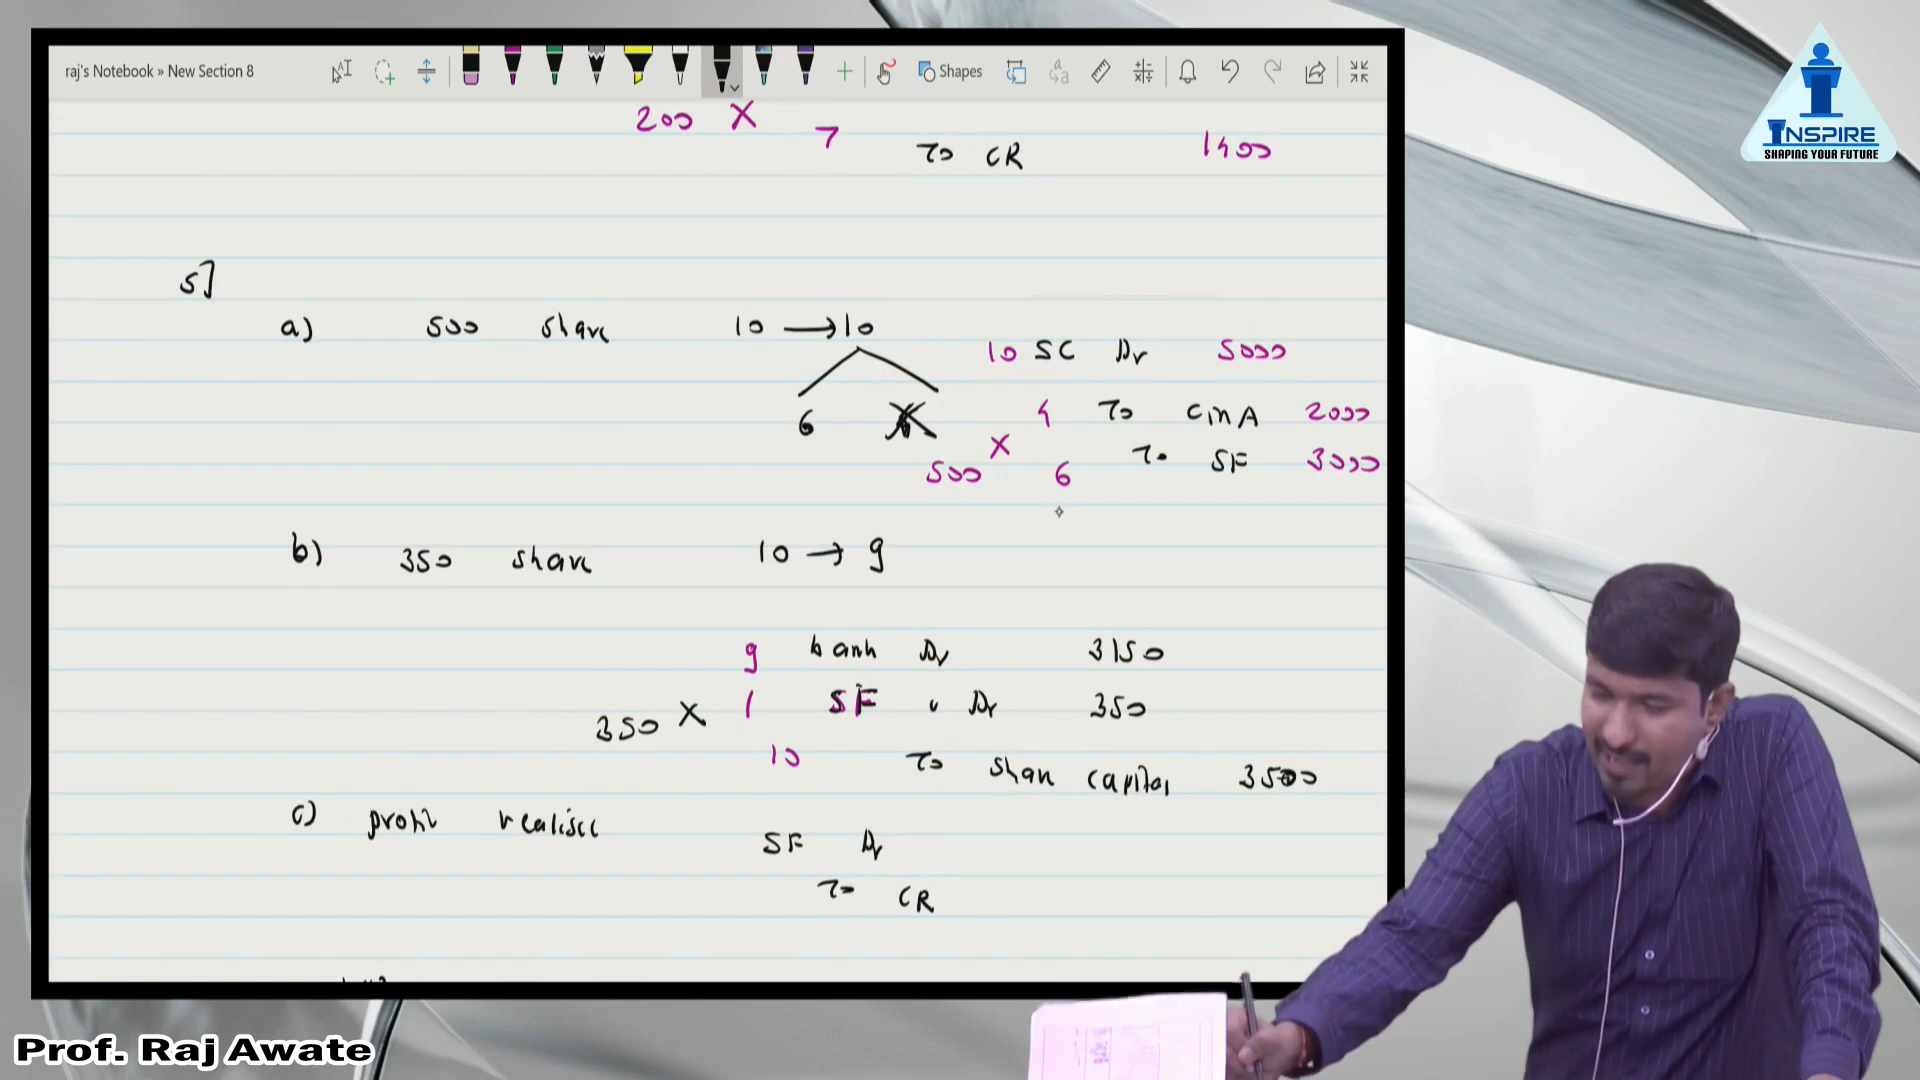 raj's Notebook » New Section 8
Shapes
200 X 7
To CR 1400
5]
a) 500 share 10 → 10
6
10 SC Dr 5000
4 To CinA 2000
500 X 6 To SF 3000
b) 350 share 10 → 9
9 bank Dr 3150
350 X 1 SF Dr 350
10 To share capital 3500
c) profit realise
SF Dr
To CR
INSPIRE
SHAPING YOUR FUTURE
Prof. Raj Awate